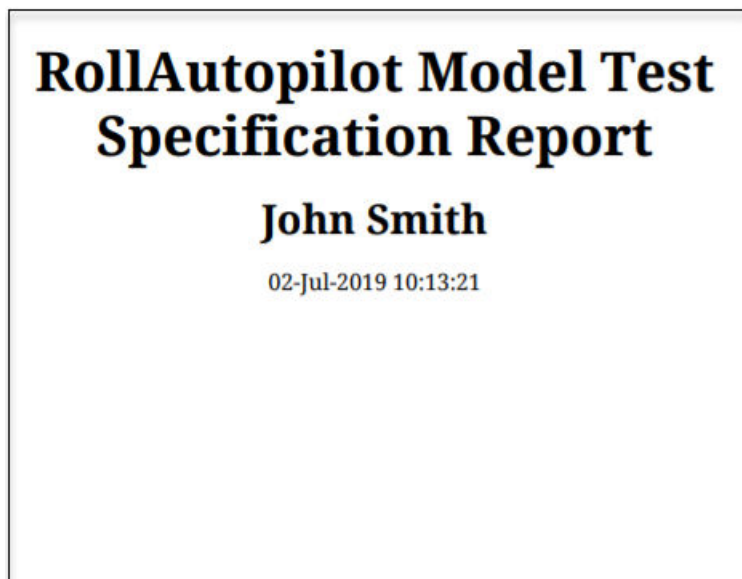 RollAutopilot Model Test
Specification Report
John Smith
02-Jul-2019 10:13:21